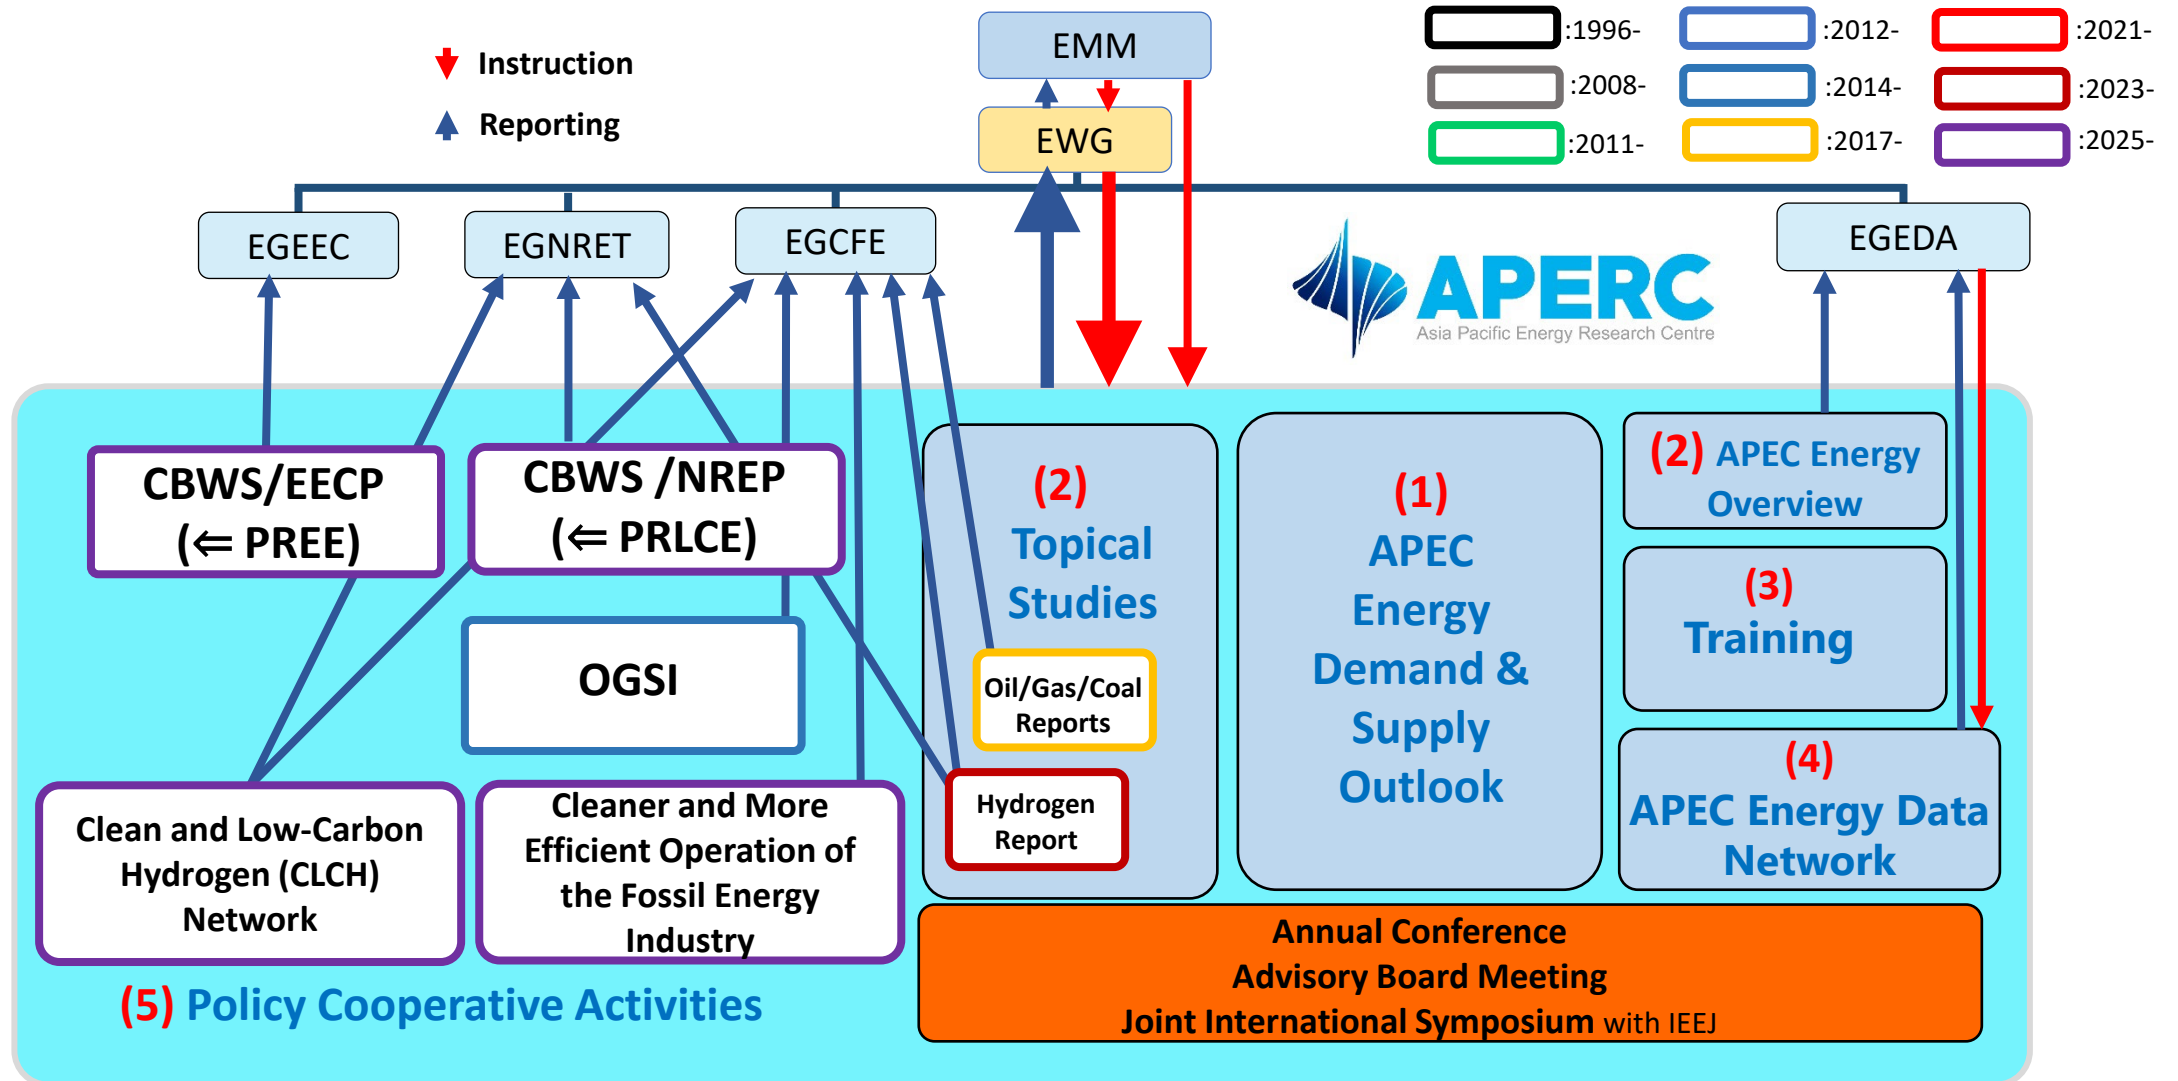 EMM
:1996-
:2012-
:2021-
Instruction
:2008-
:2014-
:2023-
Reporting
EWG
:2011-
:2017-
:2025-
EGEEC
EGNRET
EGCFE
EGEDA
APERC
Asia Pacific Energy Research Centre
CBWS/EECP
(⇐ PREE)
CBWS /NREP
(⇐ PRLCE)
OGSI
Clean and Low-Carbon
Hydrogen (CLCH)
Network
Cleaner and More
Efficient Operation of
the Fossil Energy
Industry
(5) Policy Cooperative Activities
(2)
Topical
Studies
Oil/Gas/Coal
Reports
Hydrogen
Report
(1)
APEC
Energy
Demand &
Supply
Outlook
(2) APEC Energy
Overview
(3)
Training
(4)
APEC Energy Data
Network
Annual Conference
Advisory Board Meeting
Joint International Symposium with IEEJ